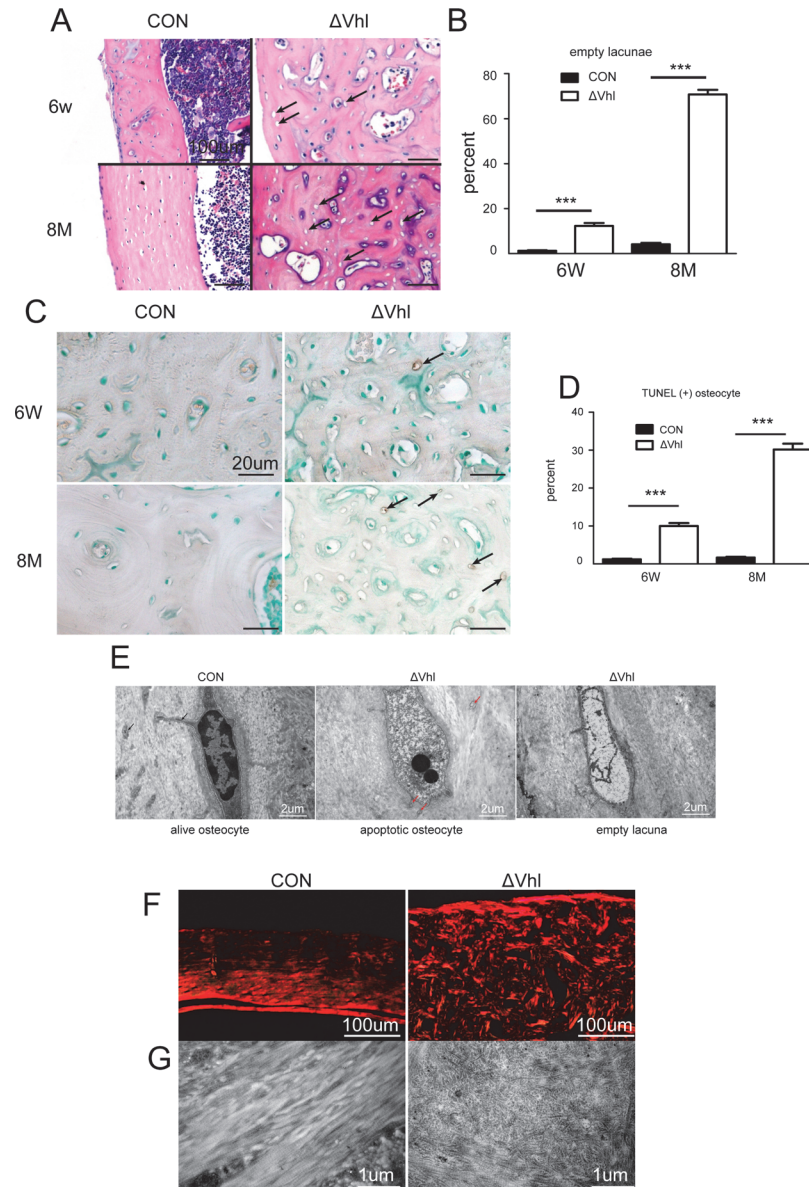 A
CON
ΔVhl
6w
100um
8M
B
empty lacunae
CON
ΔVhl
percent
80
60
40
20
0
***
***
6W
8M
C
CON
ΔVhl
6W
20um
8M
D
TUNEL (+) osteocyte
CON
ΔVhl
percent
40
30
20
10
0
***
***
6W
8M
E
CON
ΔVhl
ΔVhl
2um
2um
2um
alive osteocyte
apoptotic osteocyte
empty lacuna
F
CON
ΔVhl
100um
100um
G
1um
1um